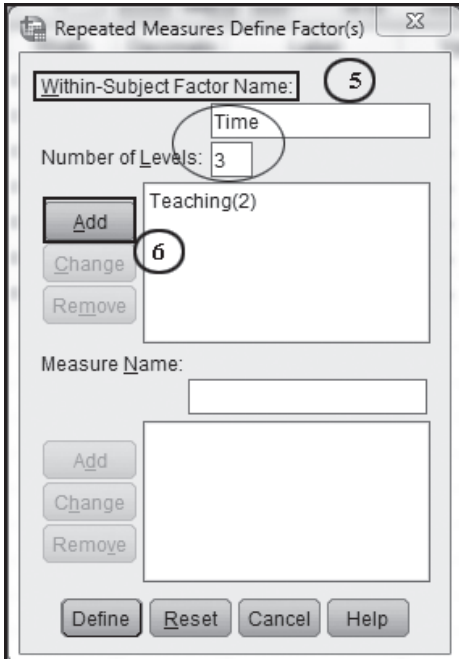 Repeated Measures Define Factor(s)
Within-Subject Factor Name:
5
Time
Number of Levels: 3
Teaching(2)
Add
6
Change
Remove
Measure Name:
Add
Change
Remove
Define Reset Cancel Help